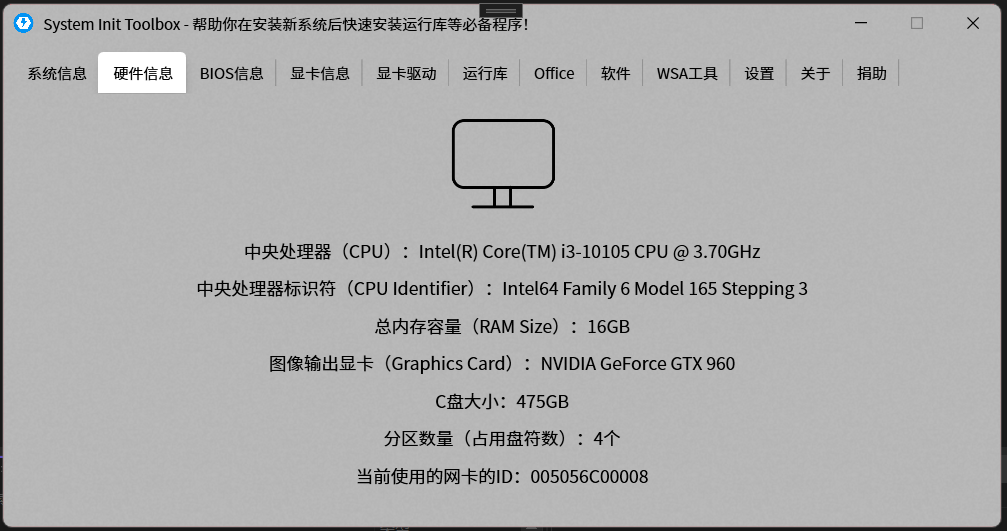 System Init Toolbox - 帮助你在安装新系统后快速安装运行库等必备程序！
系统信息 硬件信息 BIOS信息 显卡信息 显卡驱动 运行库 Office 软件 WSA工具 设置 关于 捐助
中央处理器（CPU）：Intel(R) Core(TM) i3-10105 CPU @ 3.70GHz
中央处理器标识符（CPU Identifier）：Intel64 Family 6 Model 165 Stepping 3
总内存容量（RAM Size）：16GB
图像输出显卡（Graphics Card）：NVIDIA GeForce GTX 960
C盘大小：475GB
分区数量（占用盘符数）：4个
当前使用的网卡的ID：005056C00008